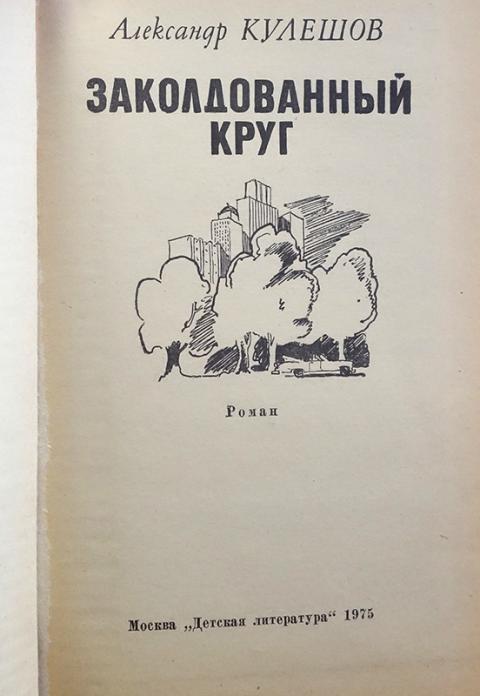 Александр КУЛЕШОВ
ЗАКОЛДОВАННЫЙ
КРУГ
Роман
Москва „Детская литература“ 1975